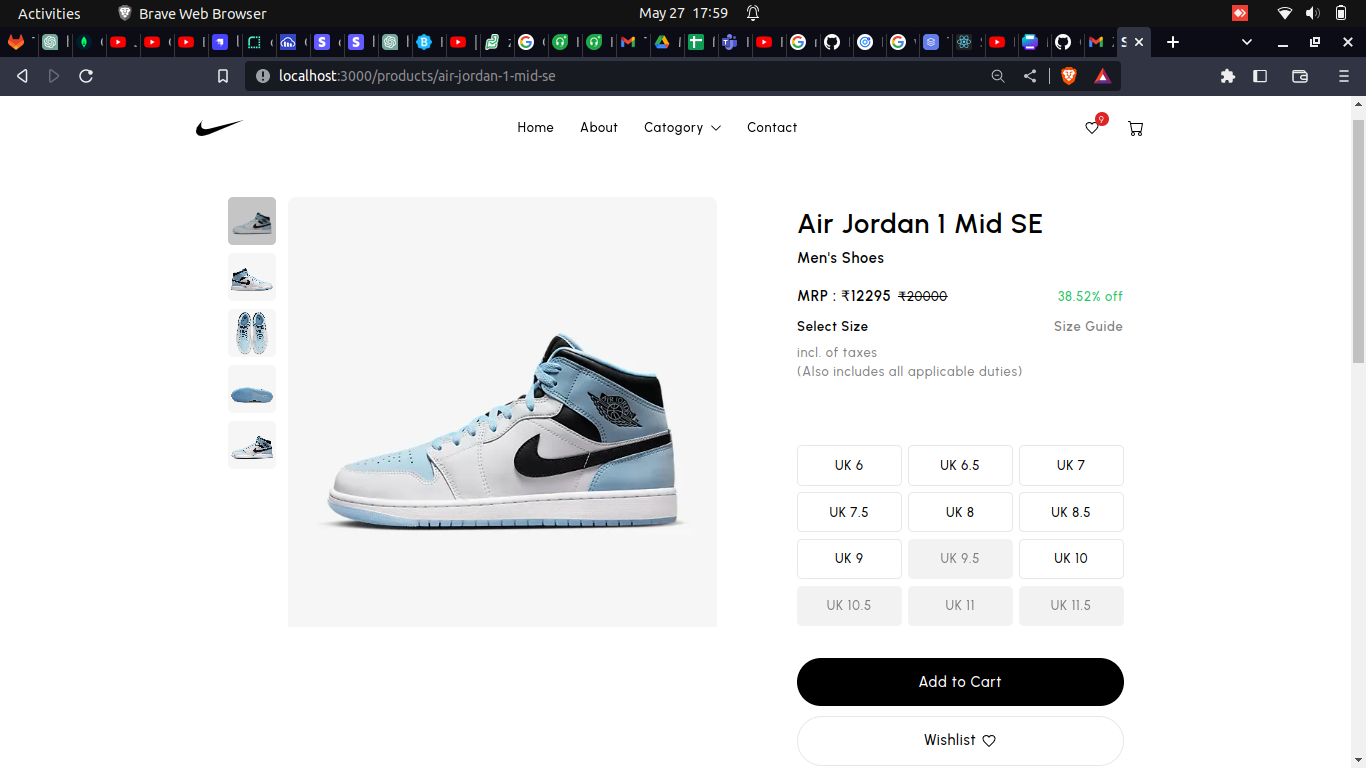 Activities Brave Web Browser May 27 17:59
localhost:3000/products/air-jordan-1-mid-se
Home About Catogory Contact 9
Air Jordan 1 Mid SE
Men's Shoes
MRP : ₹12295 ₹20000 38.52% off
Select Size Size Guide
incl. of taxes
(Also includes all applicable duties)
UK 6 UK 6.5 UK 7
UK 7.5 UK 8 UK 8.5
UK 9 UK 9.5 UK 10
UK 10.5 UK 11 UK 11.5
Add to Cart
Wishlist